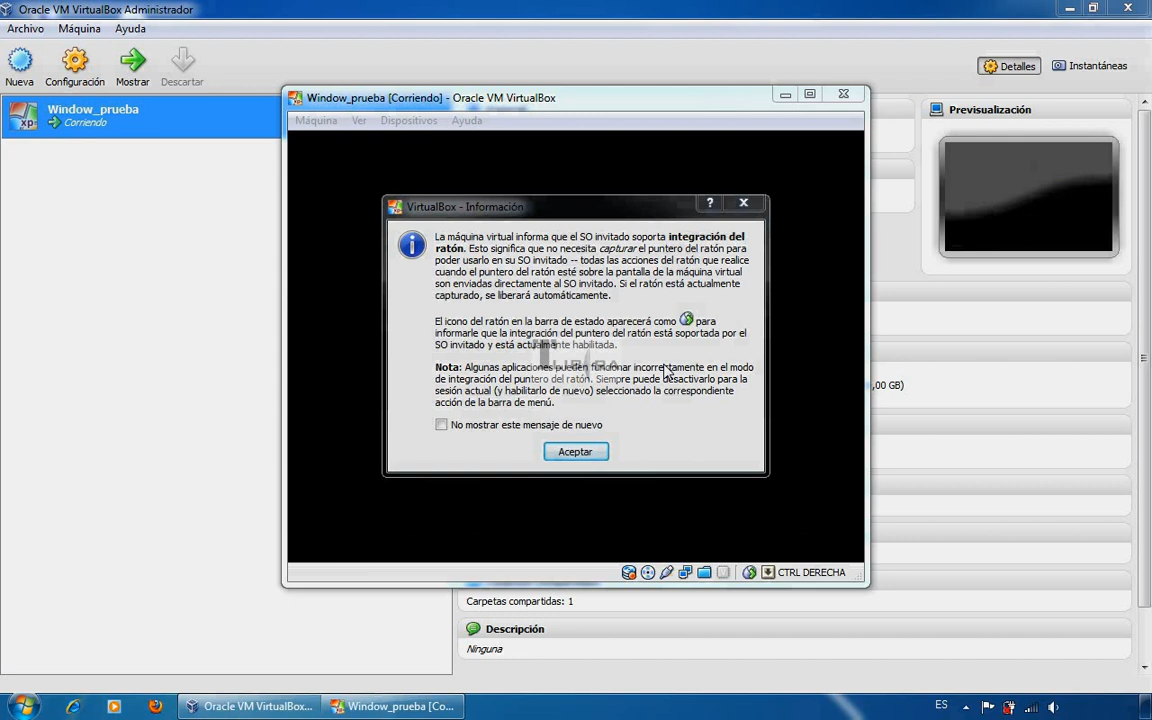 Oracle VM VirtualBox Administrador
Archivo Máquina Ayuda
Nueva Configuración Mostrar Descartar
Detalles Instantáneas
Window_prueba
Corriendo
xp
Window_prueba [Corriendo] - Oracle VM VirtualBox
Máquina Ver Dispositivos Ayuda
VirtualBox - Información
La máquina virtual informa que el SO invitado soporta integración del
ratón. Esto significa que no necesita capturar el puntero del ratón para
poder usarlo en su SO invitado -- todas las acciones del ratón que realice
cuando el puntero del ratón esté sobre la pantalla de la máquina virtual
son enviadas directamente al SO invitado. Si el ratón está actualmente
capturado, se liberará automáticamente.
El icono del ratón en la barra de estado aparecerá como para
informarle que la integración del puntero del ratón está soportada por el
SO invitado y está actualmente habilitada.
Nota: Algunas aplicaciones pueden funcionar incorrectamente en el modo
de integración del puntero del ratón. Siempre puede desactivarlo para la
sesión actual (y habilitarlo de nuevo) seleccionado la correspondiente
acción de la barra de menú.
No mostrar este mensaje de nuevo
Aceptar
CTRL DERECHA
Previsualización
,00 GB)
Carpetas compartidas: 1
Descripción
Ninguna
Oracle VM VirtualBox...
Window_prueba [Co...
ES